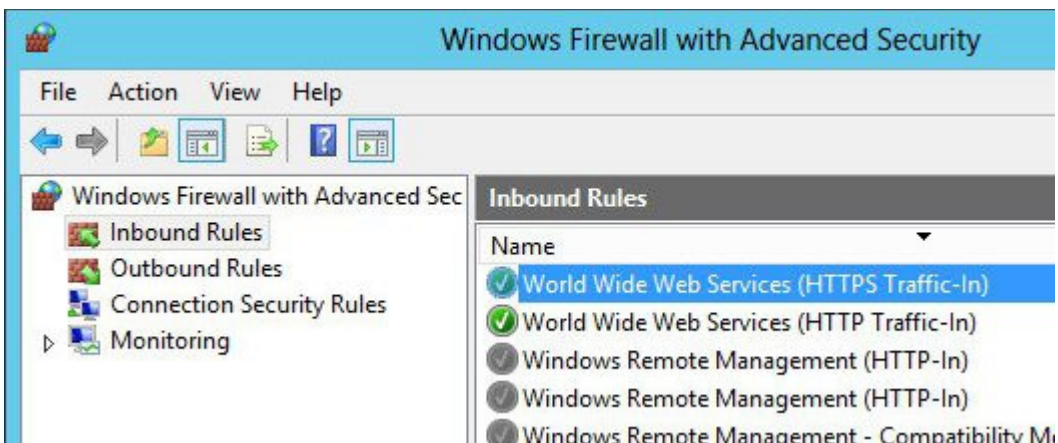 Windows Firewall with Advanced Security
File Action View Help
Windows Firewall with Advanced Sec
Inbound Rules
Outbound Rules
Connection Security Rules
Monitoring
Inbound Rules
Name
World Wide Web Services (HTTPS Traffic-In)
World Wide Web Services (HTTP Traffic-In)
Windows Remote Management (HTTP-In)
Windows Remote Management (HTTP-In)
Windows Remote Management - Compatibility M